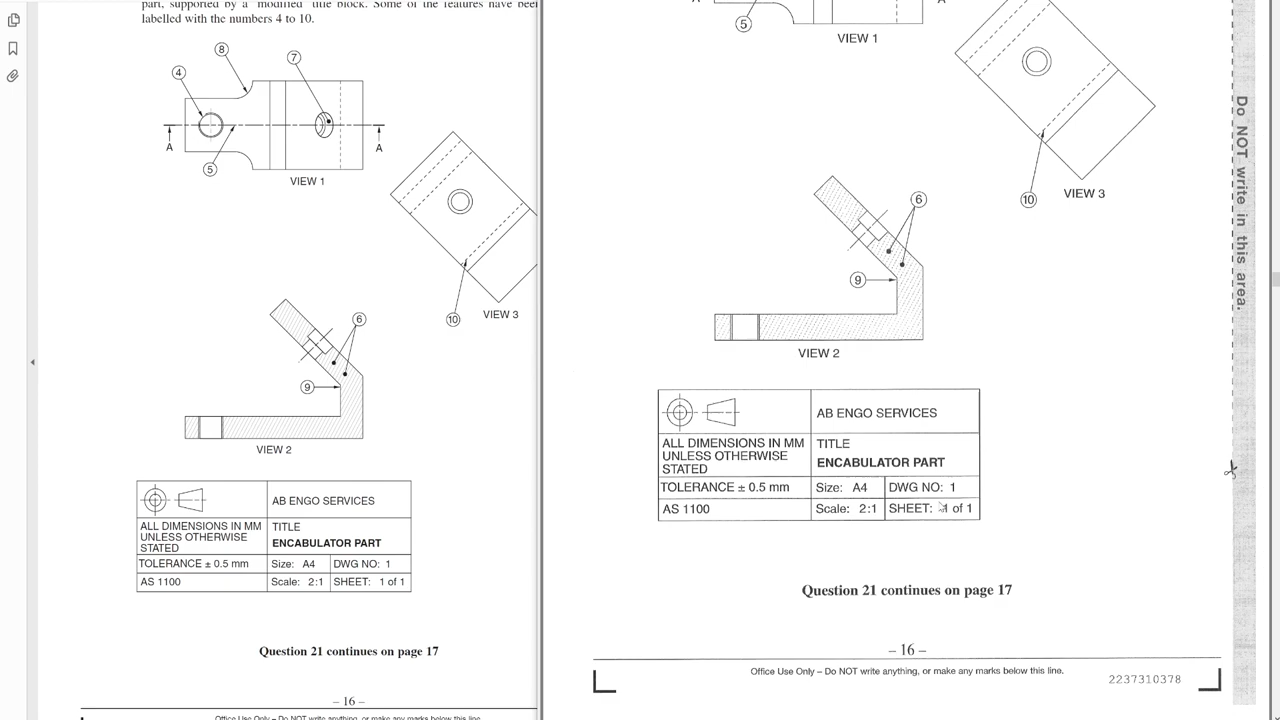 part, supported by a 'modified' title block. Some of the features have been
labelled with the numbers 4 to 10.
8
7
4
A
A
5
VIEW 1
10
VIEW 3
6
9
VIEW 2
AB ENGO SERVICES
ALL DIMENSIONS IN MM
UNLESS OTHERWISE
STATED
TITLE
ENCABULATOR PART
TOLERANCE ± 0.5 mm
Size: A4
DWG NO: 1
AS 1100
Scale: 2:1
SHEET: 1 of 1
Question 21 continues on page 17
– 16 –
Office Use Only – Do NOT write anything, or make any marks below this line.
A
A
5
VIEW 1
10
VIEW 3
6
9
VIEW 2
AB ENGO SERVICES
ALL DIMENSIONS IN MM
UNLESS OTHERWISE
STATED
TITLE
ENCABULATOR PART
TOLERANCE ± 0.5 mm
Size: A4
DWG NO: 1
AS 1100
Scale: 2:1
SHEET: 1 of 1
Question 21 continues on page 17
– 16 –
Office Use Only – Do NOT write anything, or make any marks below this line.
2237310378
Do NOT write in this area.